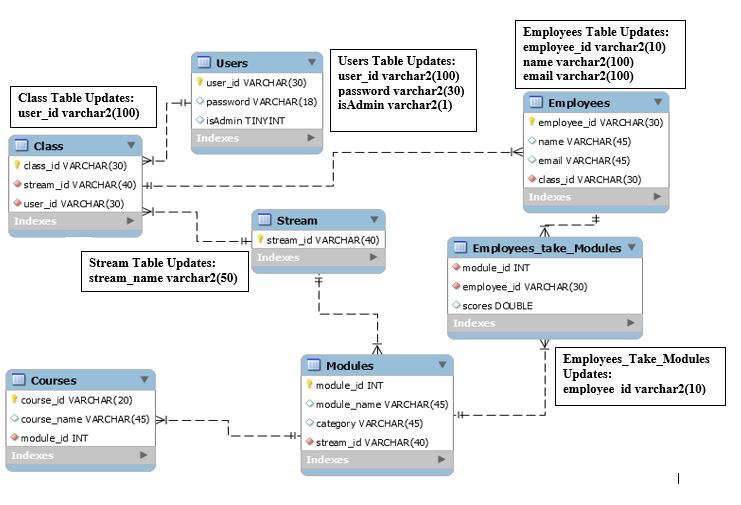 Employees Table Updates:
employee_id varchar2(10)
name varchar2(100)
email varchar2(100)
Users Table Updates:
user_id varchar2(100)
password varchar2(30)
isAdmin varchar2(1)
Users
user_id VARCHAR(30)
password VARCHAR(18)
isAdmin TINYINT
Indexes
Class Table Updates:
user_id varchar2(100)
Employees
employee_id VARCHAR(30)
name VARCHAR(45)
email VARCHAR(45)
class_id VARCHAR(30)
Indexes
Class
class_id VARCHAR(30)
stream_id VARCHAR(40)
user_id VARCHAR(30)
Indexes
Stream
stream_id VARCHAR(40)
Indexes
Stream Table Updates:
stream_name varchar2(50)
Employees_take_Modules
module_id INT
employee_id VARCHAR(30)
scores DOUBLE
Indexes
Employees_Take_Modules
Updates:
employee_id varchar2(10)
Modules
module_id INT
module_name VARCHAR(45)
category VARCHAR(45)
stream_id VARCHAR(40)
Indexes
Courses
course_id VARCHAR(20)
course_name VARCHAR(45)
module_id INT
Indexes